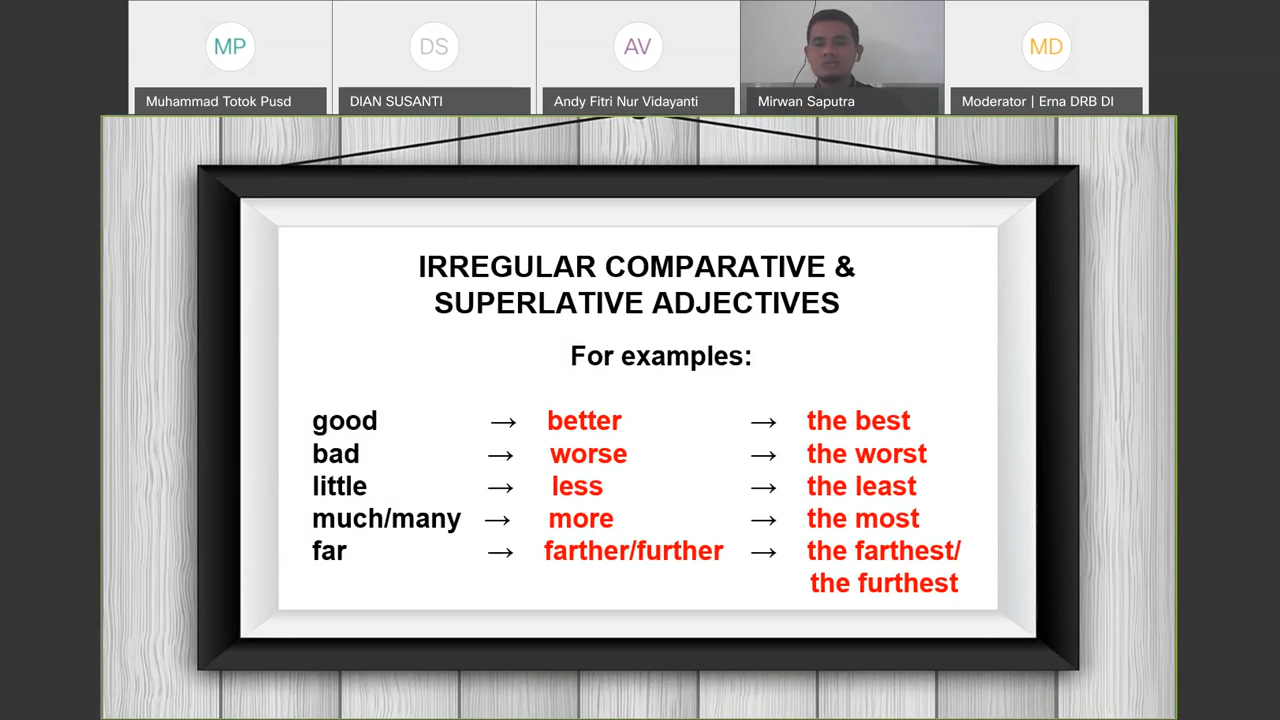 MP
DS
AV
MD
Muhammad Totok Pusd
DIAN SUSANTI
Andy Fitri Nur Vidayanti
Mirwan Saputra
Moderator | Erna DRB DI
IRREGULAR COMPARATIVE &
SUPERLATIVE ADJECTIVES
For examples:
good → better → the best
bad → worse → the worst
little → less → the least
much/many → more → the most
far → farther/further → the farthest/
the furthest